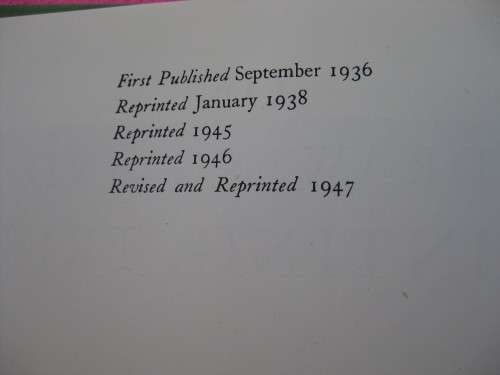 First Published September 1936
Reprinted January 1938
Reprinted 1945
Reprinted 1946
Revised and Reprinted 1947